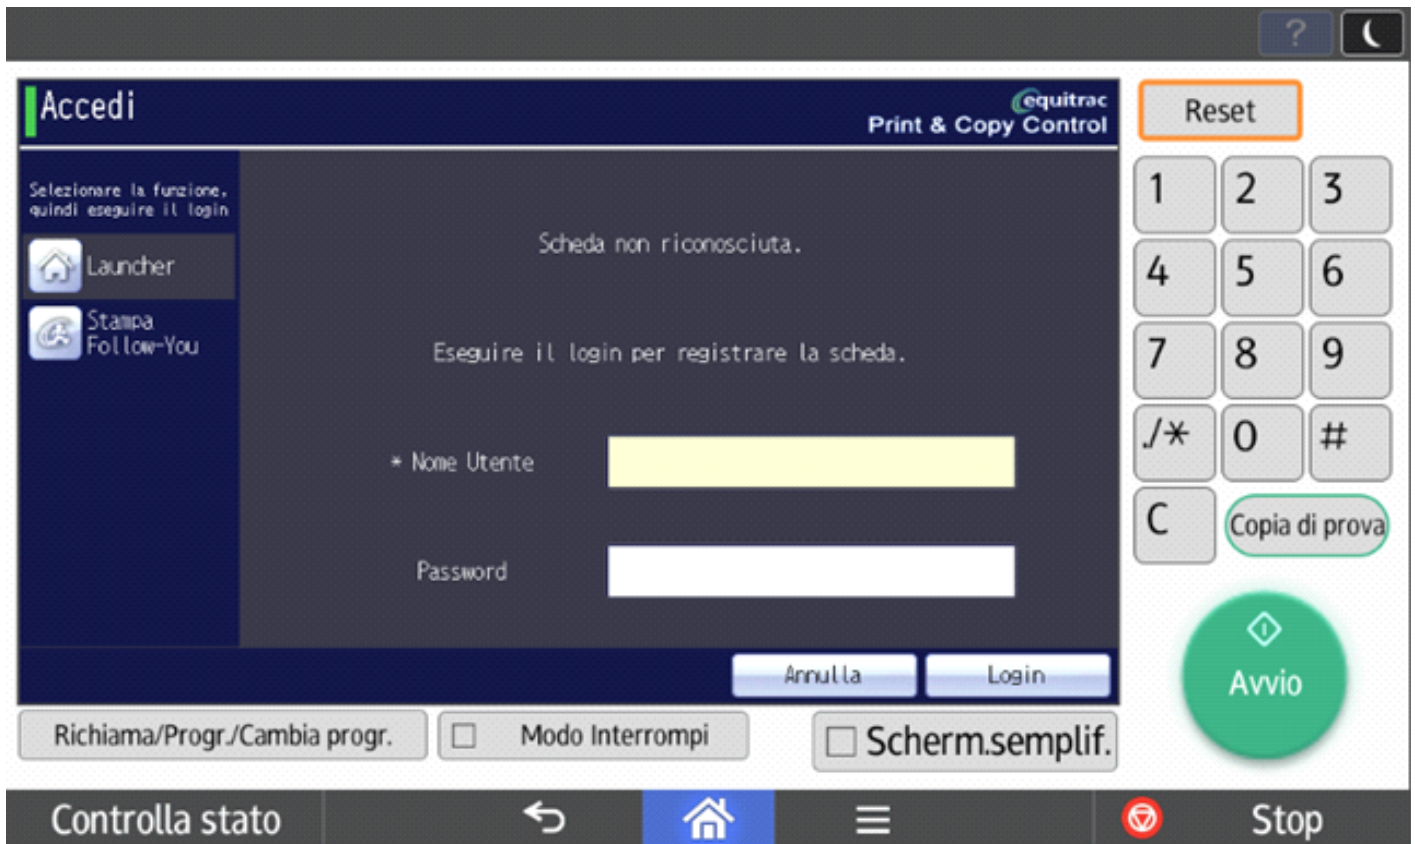 ?
Accedi
equitrac
Print & Copy Control
Reset
Selezionare la funzione,
quindi eseguire il login
Launcher
Stampa
Follow-You
Scheda non riconosciuta.
Eseguire il login per registrare la scheda.
* Nome Utente
Password
Annulla
Login
1 2 3
4 5 6
7 8 9
./* 0 #
C
Copia di prova
Avvio
Richiama/Progr./Cambia progr.
Modo Interrompi
Scherm.semplif.
Controlla stato
Stop